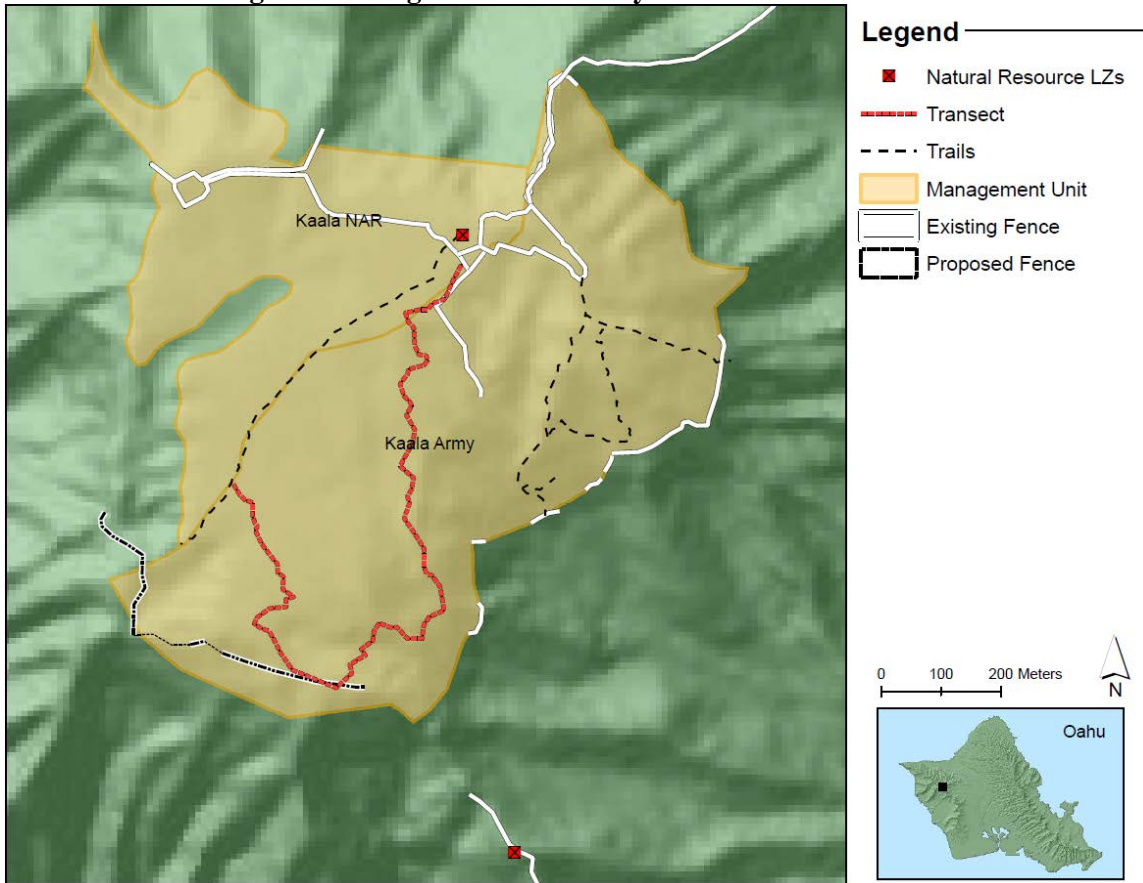 Legend
Natural Resource LZs
Transect
Trails
Management Unit
Existing Fence
Proposed Fence
Kaala NAR
Kaala Army
0 100 200 Meters
N
Oahu